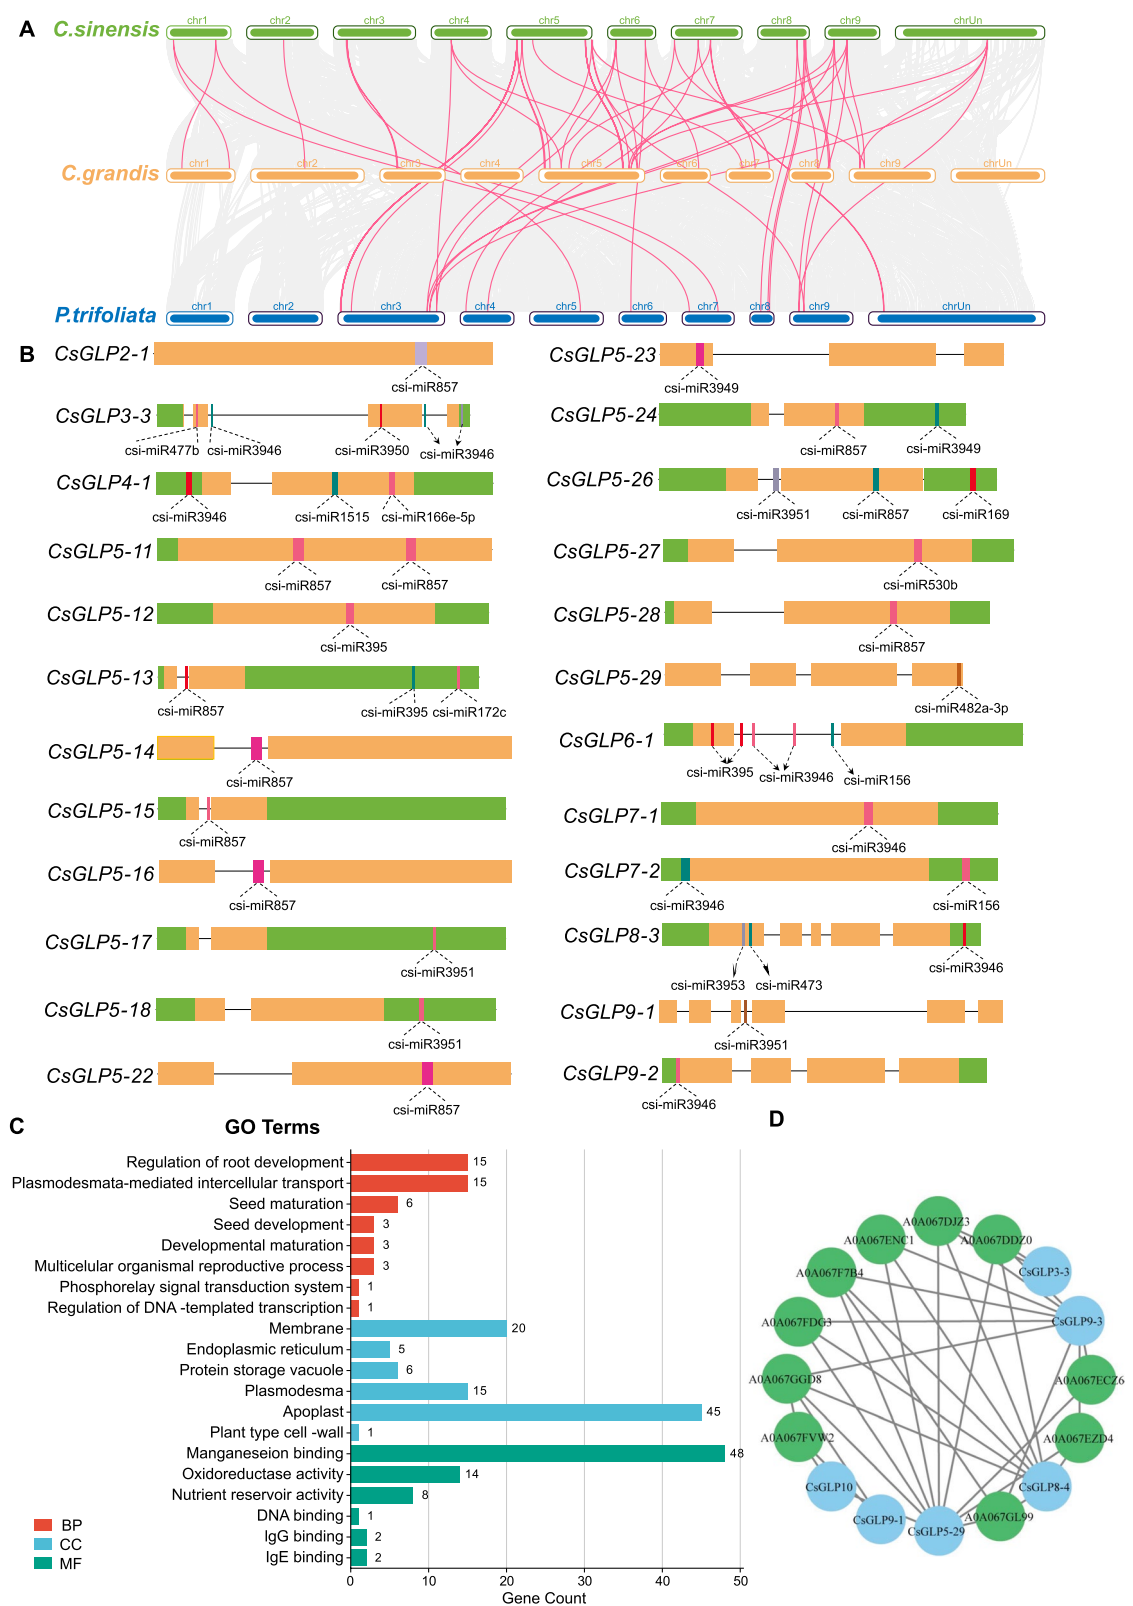 A
C.sinensis
chr1 chr2 chr3 chr4 chr5 chr6 chr7 chr8 chr9 chrUn
C.grandis
chr1 chr2 chr3 chr4 chr5 chr6 chr7 chr8 chr9 chrUn
P.trifoliata
chr1 chr2 chr3 chr4 chr5 chr6 chr7 chr8 chr9 chrUn
B
CsGLP2-1
csi-miR857
CsGLP3-3
csi-miR477b csi-miR3946 csi-miR3950 csi-miR3946
CsGLP4-1
csi-miR3946 csi-miR1515 csi-miR166e-5p
CsGLP5-11
csi-miR857 csi-miR857
CsGLP5-12
csi-miR395
CsGLP5-13
csi-miR857 csi-miR395 csi-miR172c
CsGLP5-14
csi-miR857
CsGLP5-15
csi-miR857
CsGLP5-16
csi-miR857
CsGLP5-17
csi-miR3951
CsGLP5-18
csi-miR3951
CsGLP5-22
csi-miR857
CsGLP5-23
csi-miR3949
CsGLP5-24
csi-miR857 csi-miR3949
CsGLP5-26
csi-miR3951 csi-miR857 csi-miR169
CsGLP5-27
csi-miR530b
CsGLP5-28
csi-miR857
CsGLP5-29
csi-miR482a-3p
CsGLP6-1
csi-miR395 csi-miR3946 csi-miR156
CsGLP7-1
csi-miR3946
CsGLP7-2
csi-miR3946 csi-miR156
CsGLP8-3
csi-miR3953 csi-miR473 csi-miR3946
CsGLP9-1
csi-miR3951
CsGLP9-2
csi-miR3946
C
GO Terms
Regulation of root development 15
Plasmodesmata-mediated intercellular transport 15
Seed maturation 6
Seed development 3
Developmental maturation 3
Multicelular organismal reproductive process 3
Phosphorelay signal transduction system 1
Regulation of DNA -templated transcription 1
Membrane 20
Endoplasmic reticulum 5
Protein storage vacuole 6
Plasmodesma 15
Apoplast 45
Plant type cell -wall 1
Manganeseion binding 48
Oxidoreductase activity 14
Nutrient reservoir activity 8
DNA binding 1
IgG binding 2
IgE binding 2
BP
CC
MF
0 10 20 30 40 50
Gene Count
D
A0A067DJZ3
A0A067ENC1
A0A067DDZ0
A0A067F7B4
CsGLP3-3
A0A067FDG3
CsGLP9-3
A0A067GGD8
A0A067ECZ6
A0A067FVW2
A0A067EZD4
CsGLP10
CsGLP8-4
CsGLP9-1
A0A067GL99
CsGLP5-29